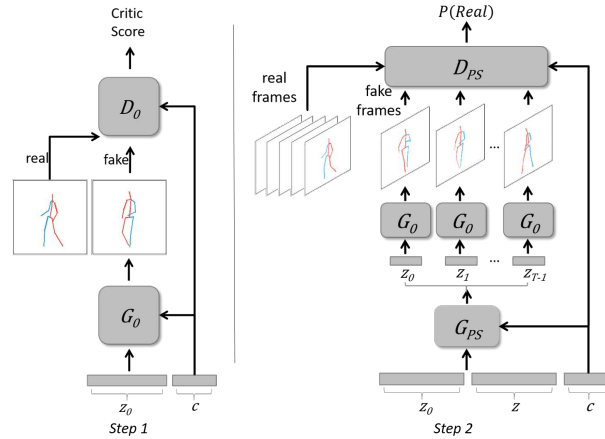 Critic
Score
D0
real
fake
G0
z0
c
Step 1
P(Real)
DPS
real
frames
fake
frames
...
G0
G0
G0
z0
z1
...
zT-1
GPS
z0
z
c
Step 2